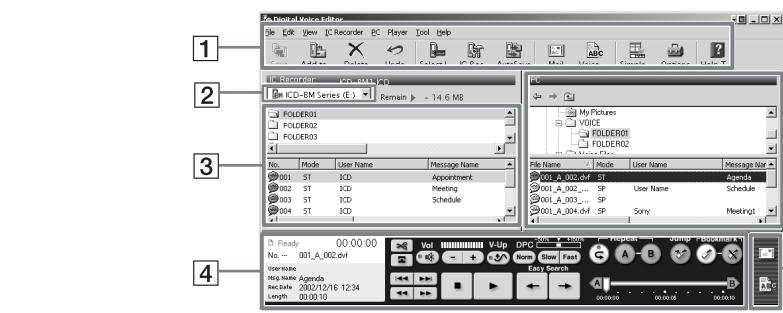 Digital Voice Editor
File Edit View IC Recorder PC Player Tool Help
1
Save Add to Delete Undo Select I IC Rec AutoSave Mail Voice Simple Options Help T
IC Recorder ICD-BM1 ICD
PC
2
ICD-BM Series (E:) Remain - 14.6 MB
FOLDER01
FOLDER02
FOLDER03
My Pictures
VOICE
FOLDER01
FOLDER02
Voice Files
3
No. Mode User Name Message Name
001 ST ICD Appointment
002 ST ICD Meeting
003 ST ICD Schedule
004 ST ICD
File Name Mode User Name Message Nar
001_A_002.dvf ST Agenda
001_A_002_... SP User Name Schedule
001_A_003_... SP
001_A_004.dvf SP Sony Meeting1
4
Ready 00:00:00
No. --- 001_A_002.dvf
User Name
Msg. Name Agenda
Rec Date 2002/12/16 12:34
Length 00:00:10
Vol V-Up DPC -50% +150%
Norm Slow Fast
Easy Search
Repeat Jump Bookmark
A - B
A B
00:00:00 00:00:05 00:00:10
ABC